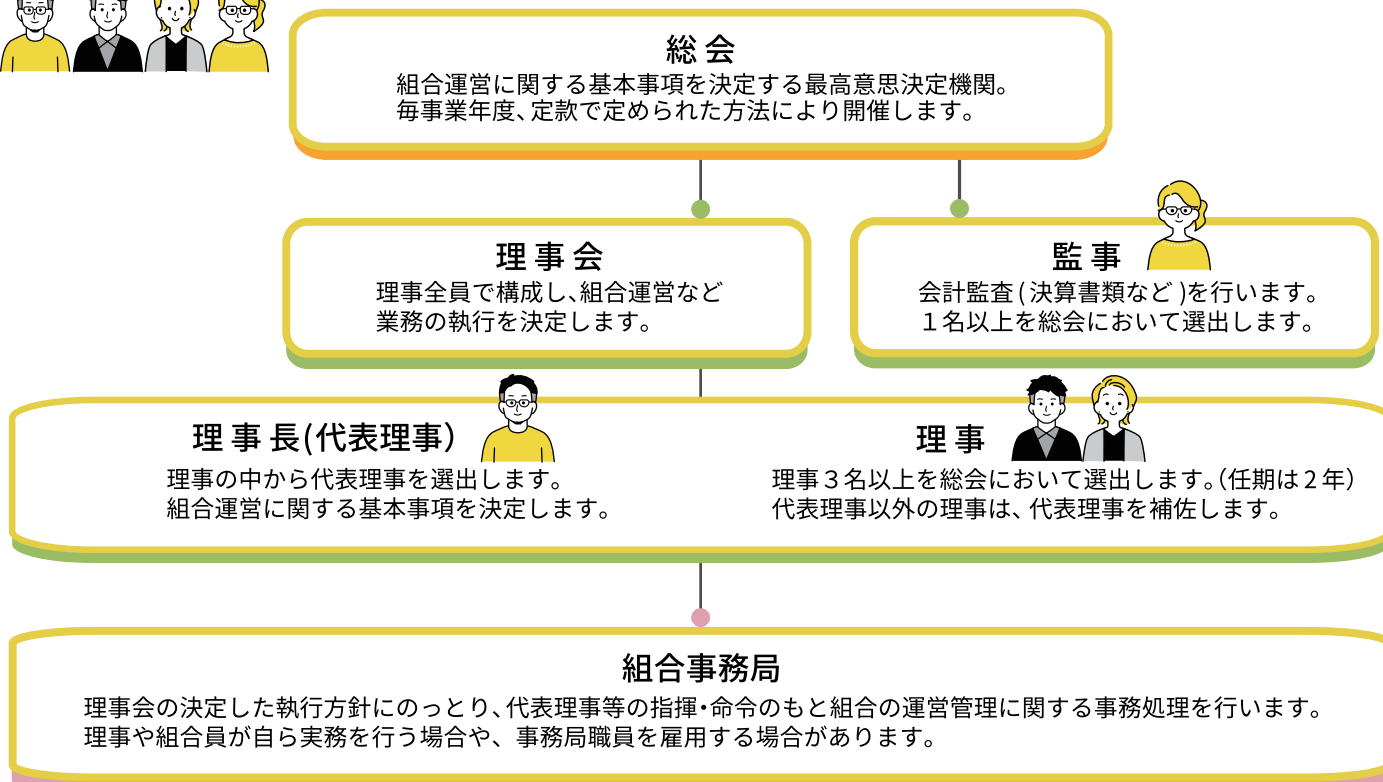 総会
組合運営に関する基本事項を決定する最高意思決定機関。
毎事業年度、定款で定められた方法により開催します。
理事会
理事全員で構成し、組合運営など
業務の執行を決定します。
監事
会計監査(決算書類など)を行います。
１名以上を総会において選出します。
理事長(代表理事）
理事の中から代表理事を選出します。
組合運営に関する基本事項を決定します。
理事
理事３名以上を総会において選出します。（任期は２年）
代表理事以外の理事は、代表理事を補佐します。
組合事務局
理事会の決定した執行方針にのっとり、代表理事等の指揮・命令のもと組合の運営管理に関する事務処理を行います。
理事や組合員が自ら実務を行う場合や、事務局職員を雇用する場合があります。